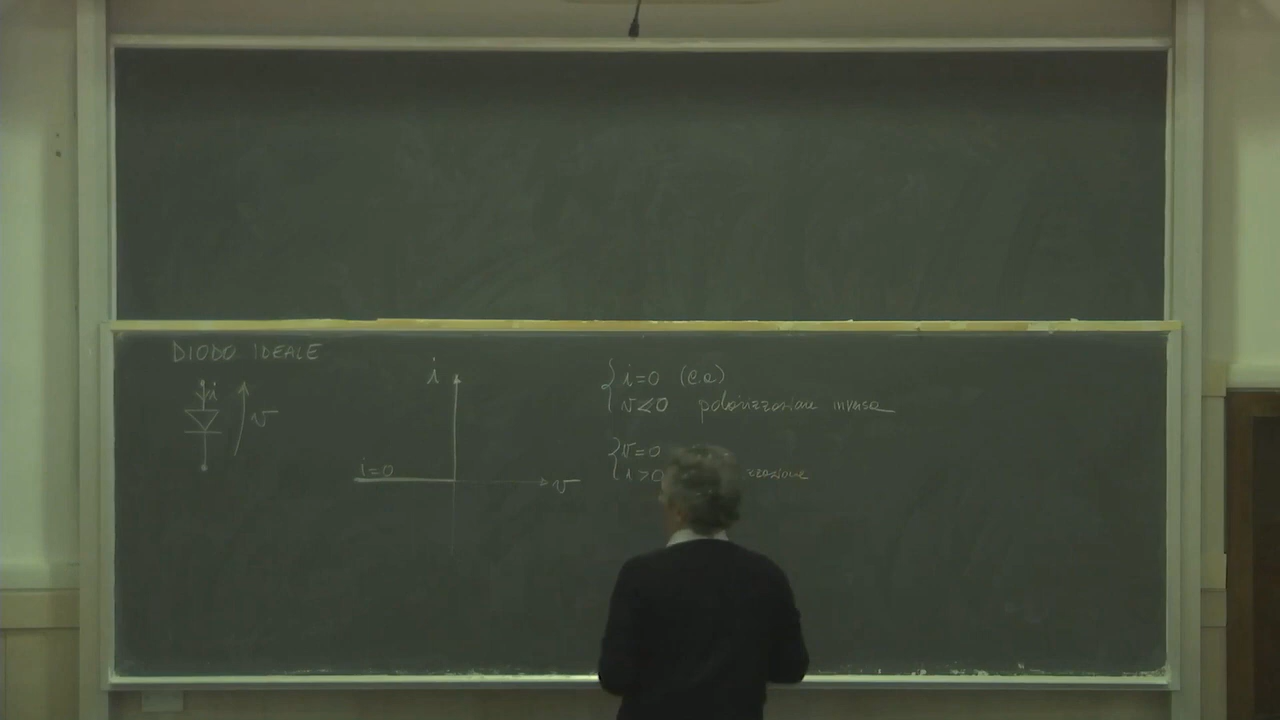 DIODO IDEALE
i
v
i
i=0
v
i=0 (c.a)
v<0 polarizzazione inversa
v=0
i>0